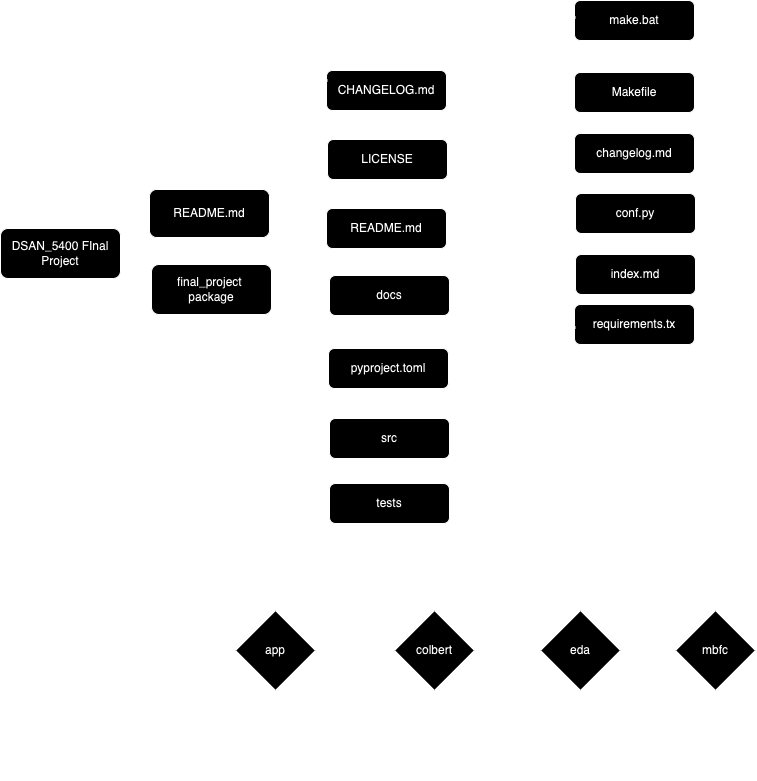 DSAN_5400 FInal
Project
README.md
final_project
package
CHANGELOG.md
LICENSE
README.md
docs
pyproject.toml
src
tests
make.bat
Makefile
changelog.md
conf.py
index.md
requirements.tx
app
colbert
eda
mbfc